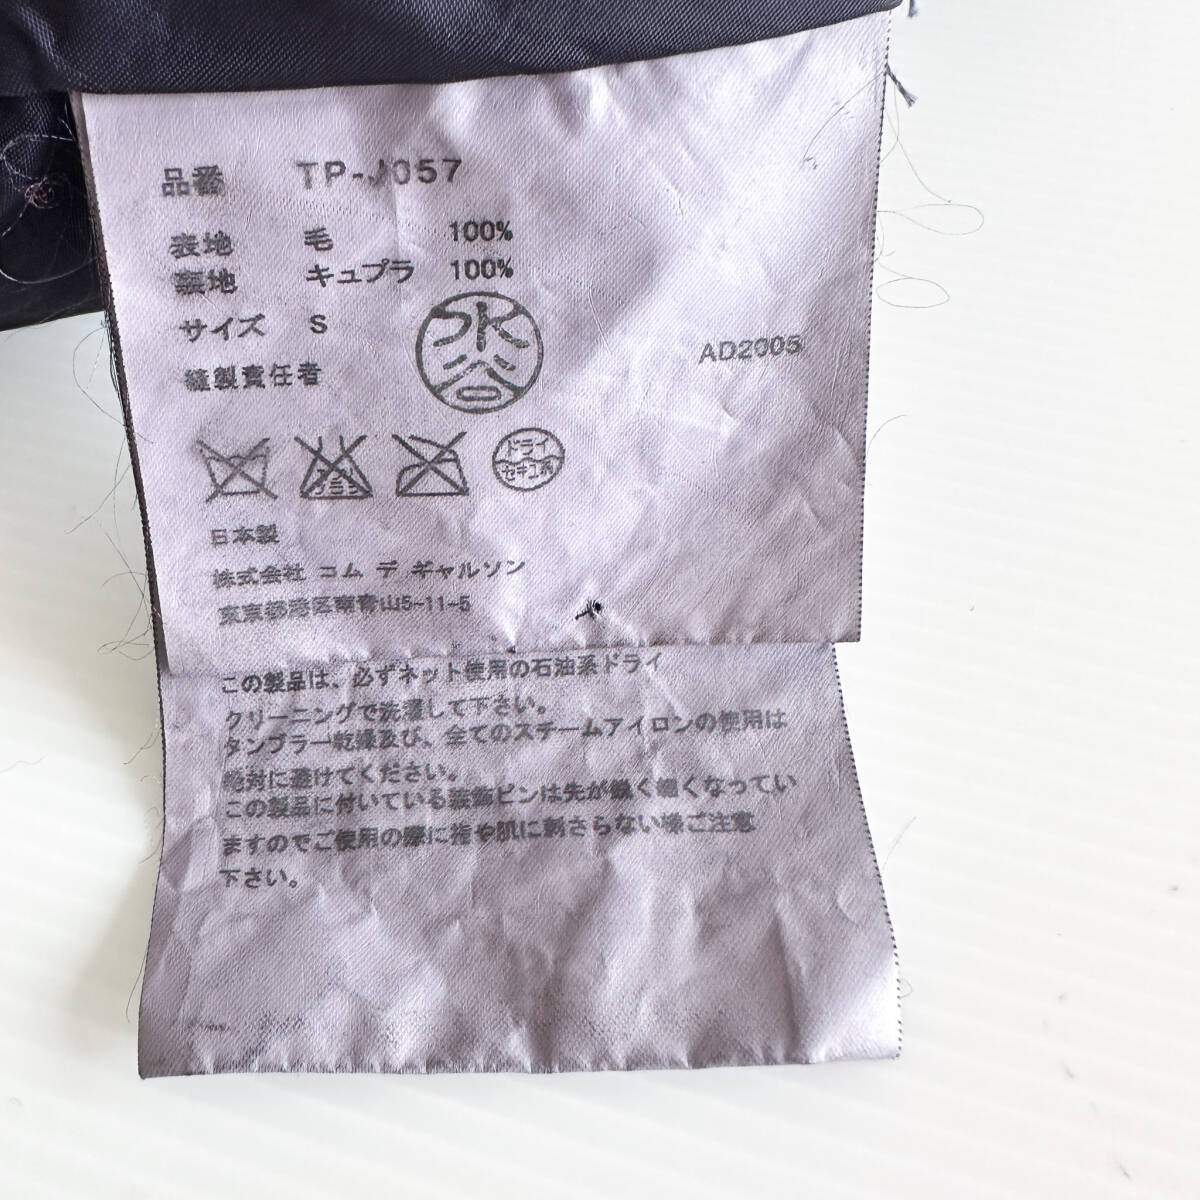 品番 TP-J057
表地 毛 100%
裏地 キュプラ 100%
サイズ S
水谷
AD2005
縫製責任者
エンソサラシ
ドライ
セキユ系
日本製
株式会社 コム デ ギャルソン
東京都港区南青山5-11-5
この製品は、必ずネット使用の石油系ドライ
クリーニングで洗濯して下さい。
タンブラー乾燥及び、全てのスチームアイロンの使用は
絶対に避けてください。
この製品に付いている装飾ピンは先が鋭く細くなってい
ますのでご使用の際に指や肌に刺さらない様ご注意
下さい。